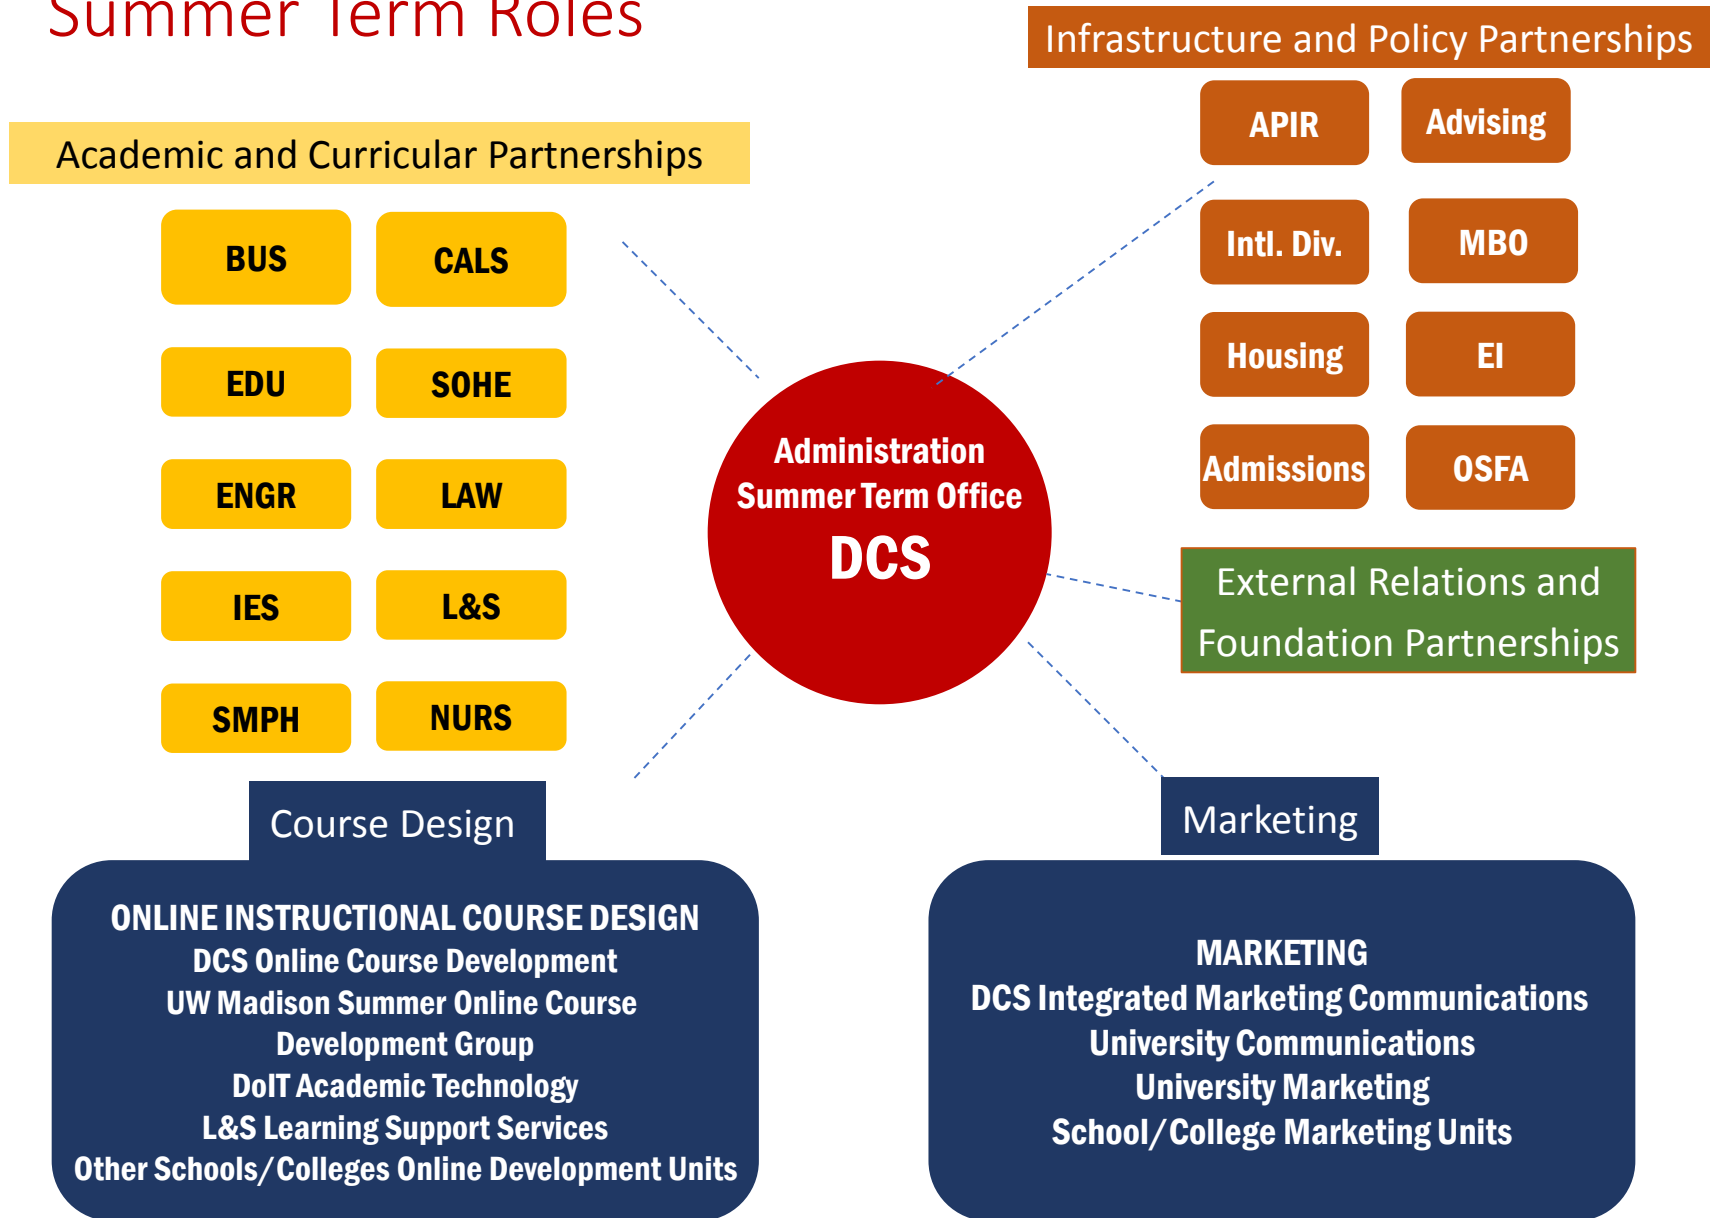 Summer Term Roles
Infrastructure and Policy Partnerships
APIR
Advising
Intl. Div.
MBO
Housing
EI
Admissions
OSFA
Academic and Curricular Partnerships
BUS
CALS
EDU
SOHE
ENGR
LAW
IES
L&S
SMPH
NURS
Administration
Summer Term Office
DCS
External Relations and
Foundation Partnerships
Course Design
ONLINE INSTRUCTIONAL COURSE DESIGN
DCS Online Course Development
UW Madison Summer Online Course
Development Group
DoIT Academic Technology
L&S Learning Support Services
Other Schools/Colleges Online Development Units
Marketing
MARKETING
DCS Integrated Marketing Communications
University Communications
University Marketing
School/College Marketing Units